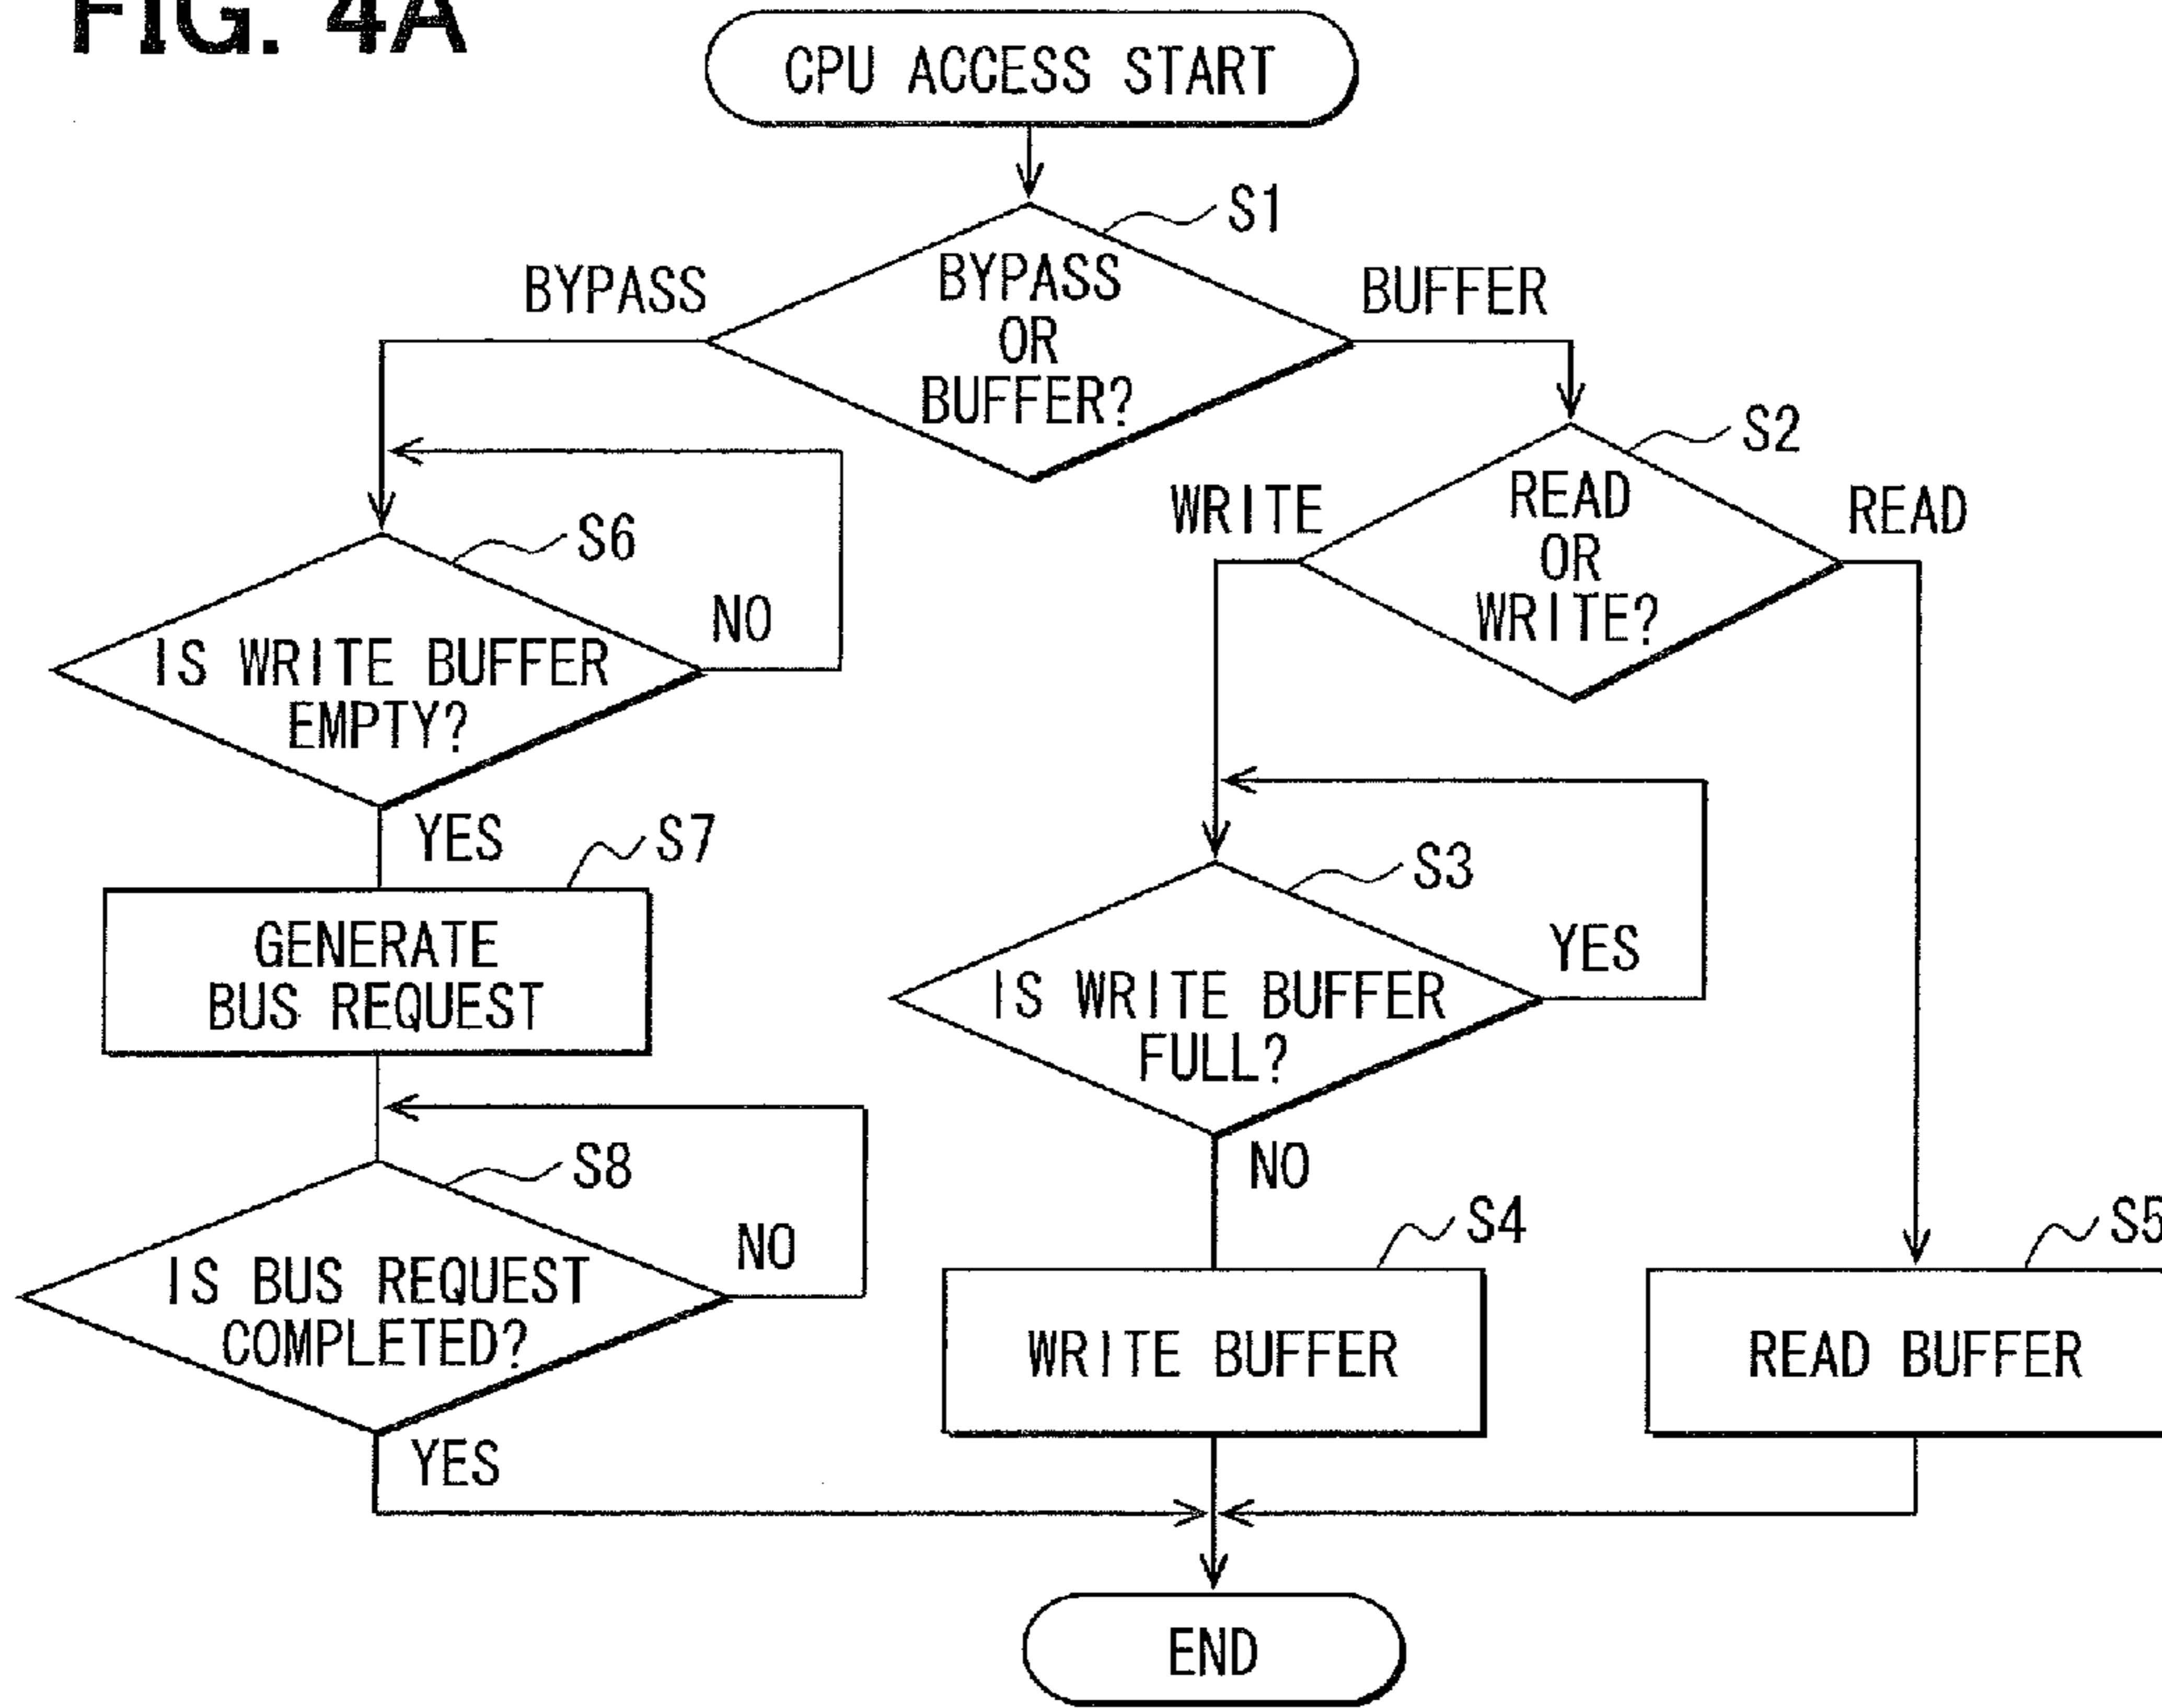 FIG. 4A
CPU ACCESS START
S1
BYPASS
OR
BUFFER?
BYPASS
BUFFER
S2
READ
OR
WRITE?
WRITE
READ
S6
IS WRITE BUFFER
EMPTY?
NO
YES
S7
GENERATE
BUS REQUEST
S3
IS WRITE BUFFER
FULL?
YES
NO
S8
IS BUS REQUEST
COMPLETED?
NO
YES
S4
WRITE BUFFER
S5
READ BUFFER
END